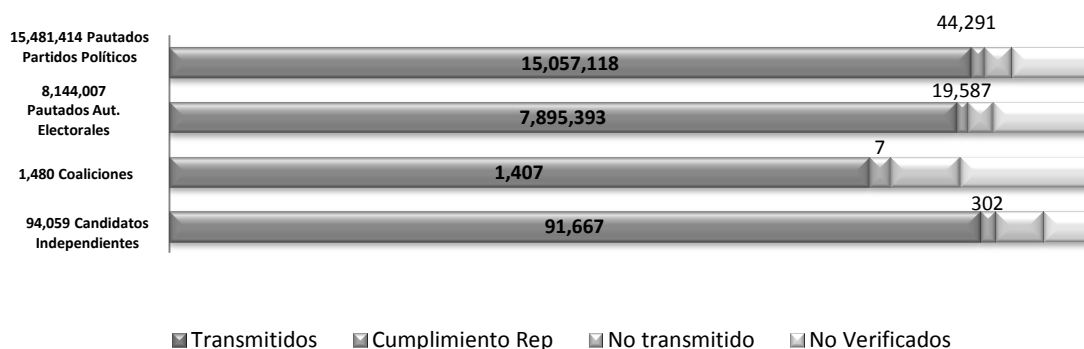 44,291
15,481,414 Pautados
Partidos Políticos
15,057,118
8,144,007
Pautados Aut.
Electorales
19,587
7,895,393
7
1,480 Coaliciones
1,407
302
94,059 Candidatos
Independientes
91,667
Transmitidos
Cumplimiento Rep
No transmitido
No Verificados